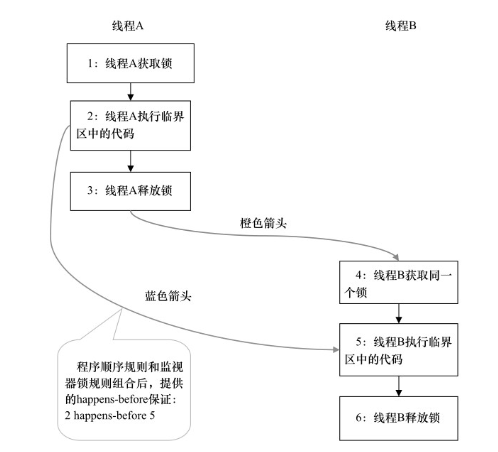 线程A
线程B
1：线程A获取锁
2：线程A执行临界
区中的代码
3：线程A释放锁
橙色箭头
4：线程B获取同一
个锁
蓝色箭头
5：线程B执行临界
区中的代码
程序顺序规则和监视
器锁规则组合后，提供
的happens-before保证：
2 happens-before 5
6：线程B释放锁